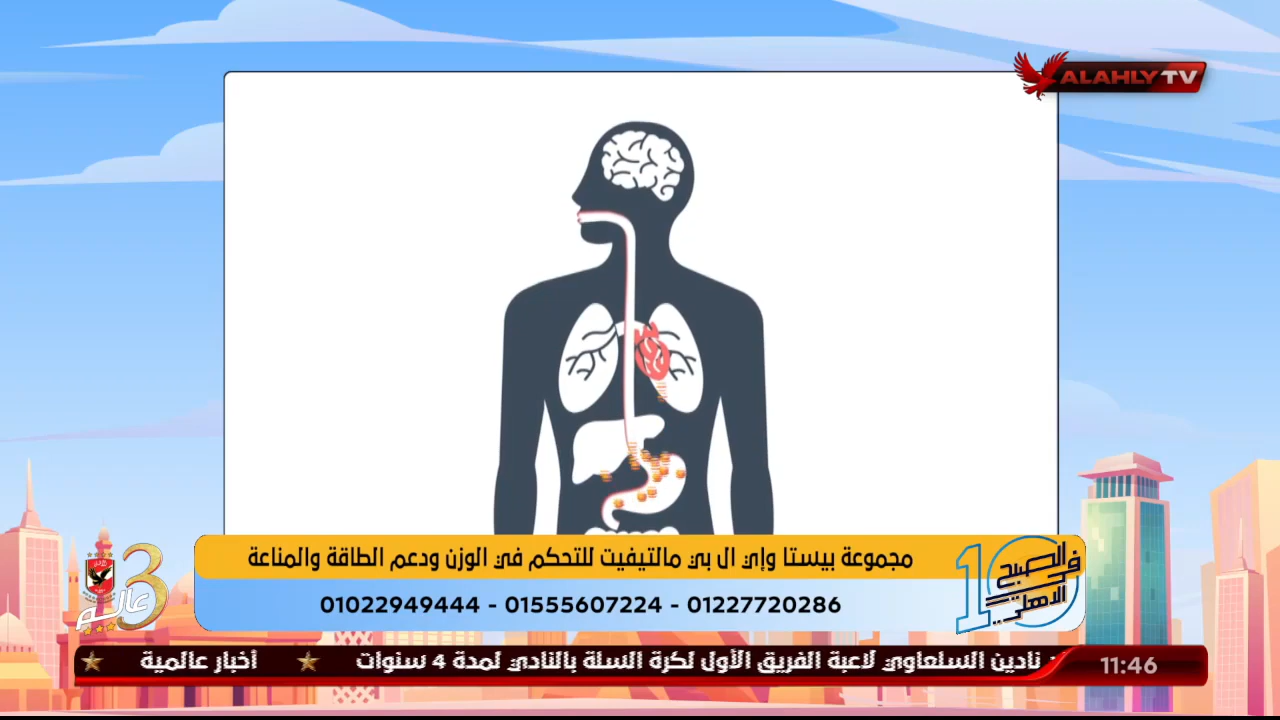 ALAHLY TV
مجموعة بيستا وإي ال بي مالتيفيت للتحكم في الوزن ودعم الطاقة والمناعة
01022949444 - 01555607224 - 01227720286
10
الصبح
في
الاهلي
3
عالم
نادين السلعاوي لاعبة الفريق الأول لكرة السلة بالنادي لمدة 4 سنوات
أخبار عالمية
11:46